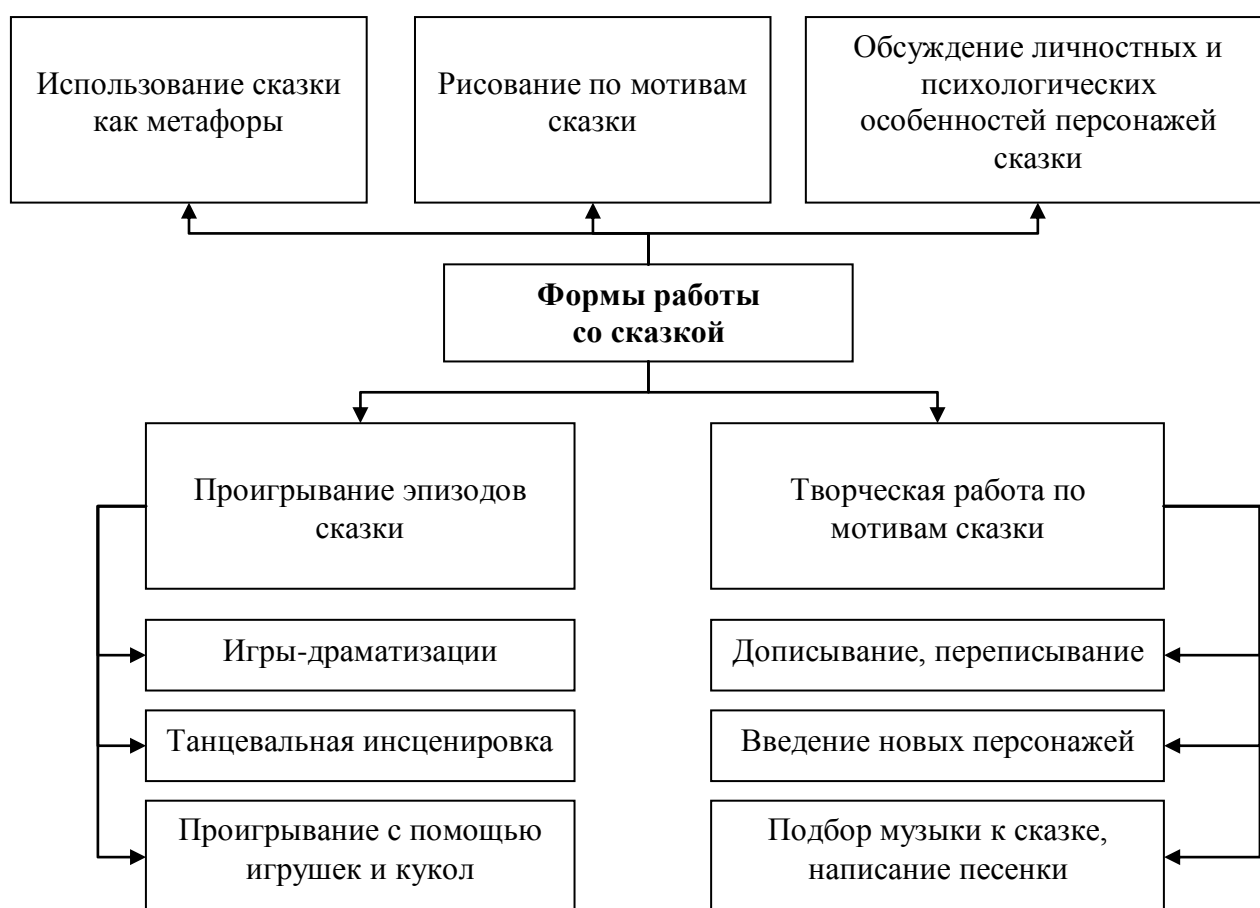 Использование сказки
как метафоры
Рисование по мотивам
сказки
Обсуждение личностных и
психологических
особенностей персонажей
сказки
Формы работы
со сказкой
Проигрывание эпизодов
сказки
Творческая работа по
мотивам сказки
Игры-драматизации
Дописывание, переписывание
Танцевальная инсценировка
Введение новых персонажей
Проигрывание с помощью
игрушек и кукол
Подбор музыки к сказке,
написание песенки